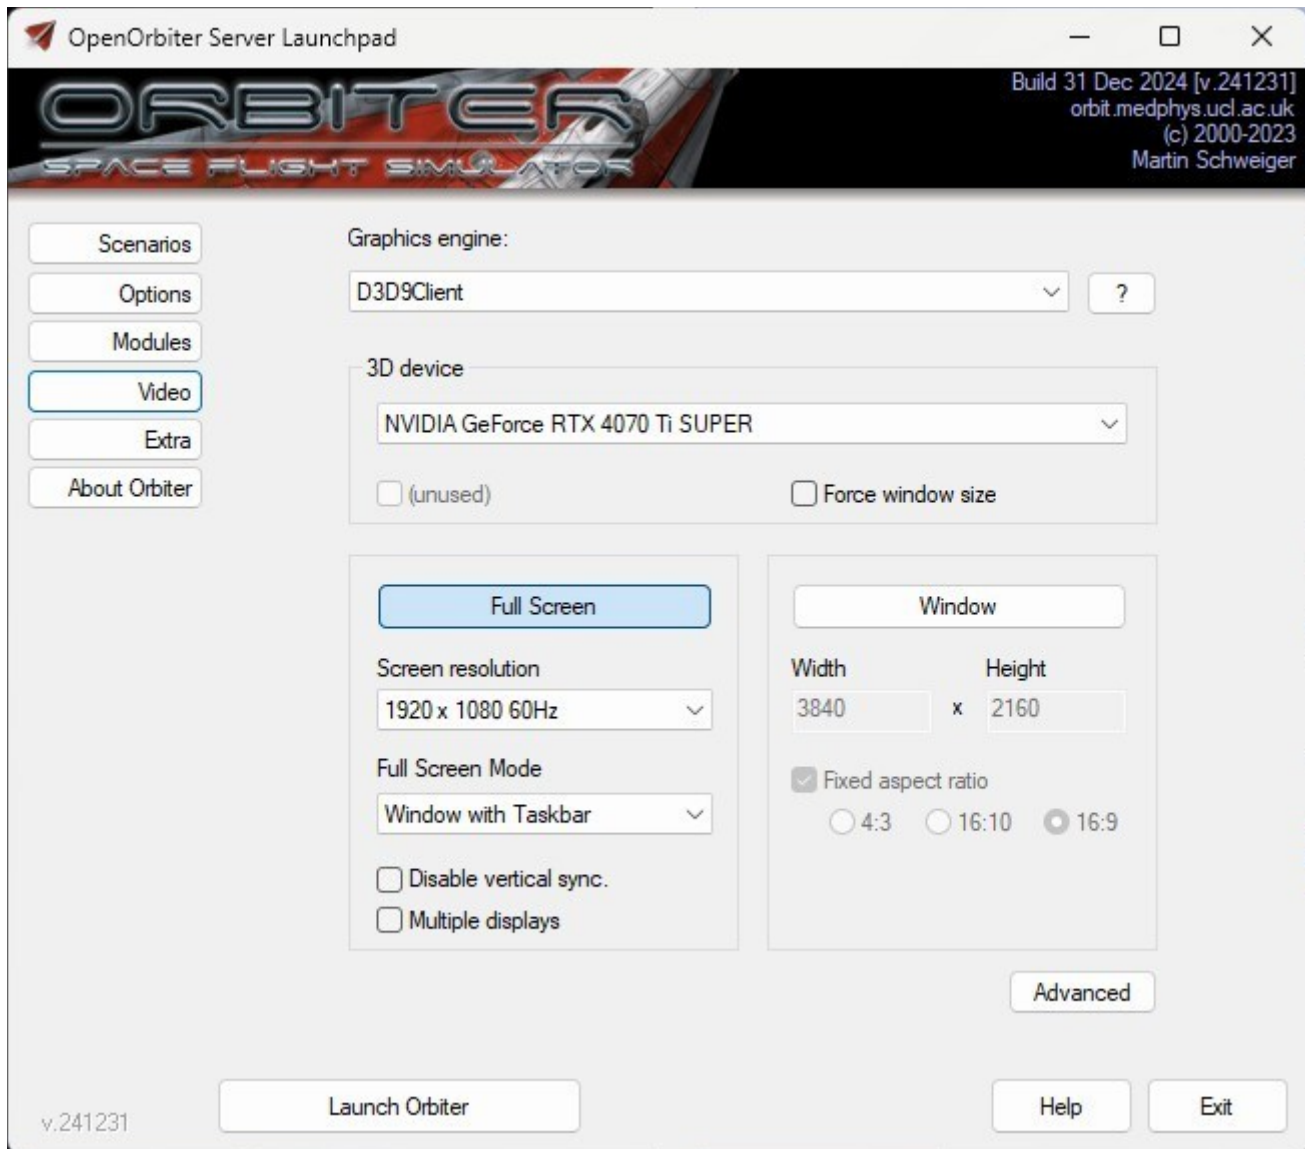 OpenOrbiter Server Launchpad
ORBITER
SPACE FLIGHT SIMULATOR
Build 31 Dec 2024 [v.241231]
orbit.medphys.ucl.ac.uk
(c) 2000-2023
Martin Schweiger
Scenarios
Options
Modules
Video
Extra
About Orbiter
Graphics engine:
D3D9Client
?
3D device
NVIDIA GeForce RTX 4070 Ti SUPER
(unused)
Force window size
Full Screen
Screen resolution
1920 x 1080 60Hz
Full Screen Mode
Window with Taskbar
Disable vertical sync.
Multiple displays
Window
Width Height
3840 x 2160
Fixed aspect ratio
4:3 16:10 16:9
Advanced
v.241231
Launch Orbiter
Help
Exit